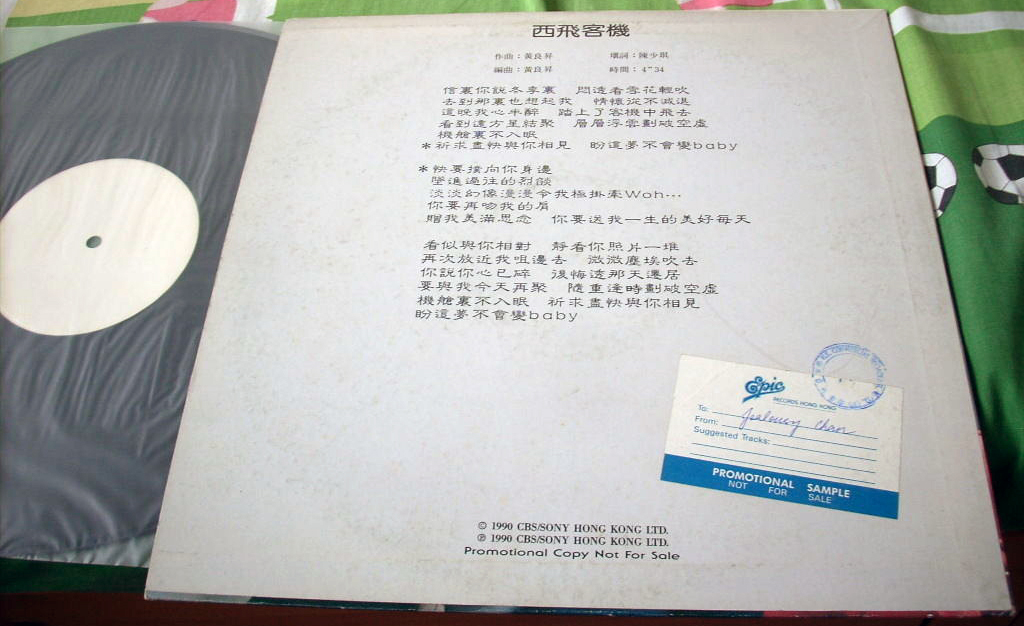 西飛客機
作曲：黃良昇 填詞：陳少琪
編曲：黃良昇 時間：4"34
信裏你說冬季裏 悶透看雪花輕吹
去到那裏也想起我 情懷從不減退
這晚我心半醉 踏上了客機中飛去
看到遠方星結聚 層層浮雲劃破空虛
機艙裏不入眠
*祈求盡快與你相見 盼這夢不會變baby
*快要撲向你身邊
墮進過往的烈燄
淡淡幻像漫漫令我極掛牽Woh...
你要再吻我的肩
贈我美滿思念 你要送我一生的美好每天
看似與你相對 靜看你照片一堆
再次放近我咀邊去 微微塵埃吹去
你說你心已碎 後悔透那天遷居
要與我今天再聚 隨重逢時劃破空虛
機艙裏不入眠 祈求盡快與你相見
盼這夢不會變baby
Epic
RECORDS HONG KONG
To:
From: Jealousy Chan
Suggested Tracks:
PROMOTIONAL SAMPLE
NOT FOR SALE
© 1990 CBS/SONY HONG KONG LTD.
℗ 1990 CBS/SONY HONG KONG LTD.
Promotional Copy Not For Sale